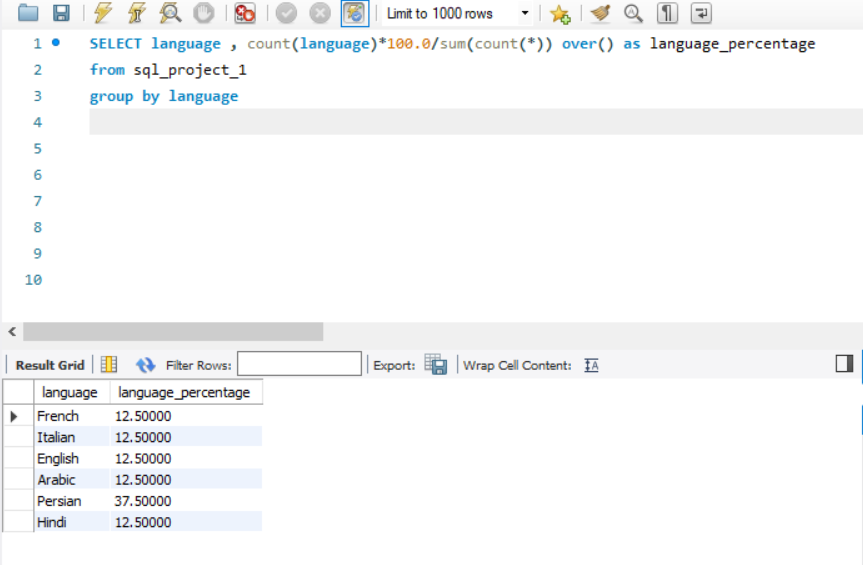 Limit to 1000 rows
1 SELECT language , count(language)*100.0/sum(count(*)) over() as language_percentage
2 from sql_project_1
3 group by language
4
5
6
7
8
9
10
Result Grid Filter Rows: Export: Wrap Cell Content:
language language_percentage
French 12.50000
Italian 12.50000
English 12.50000
Arabic 12.50000
Persian 37.50000
Hindi 12.50000